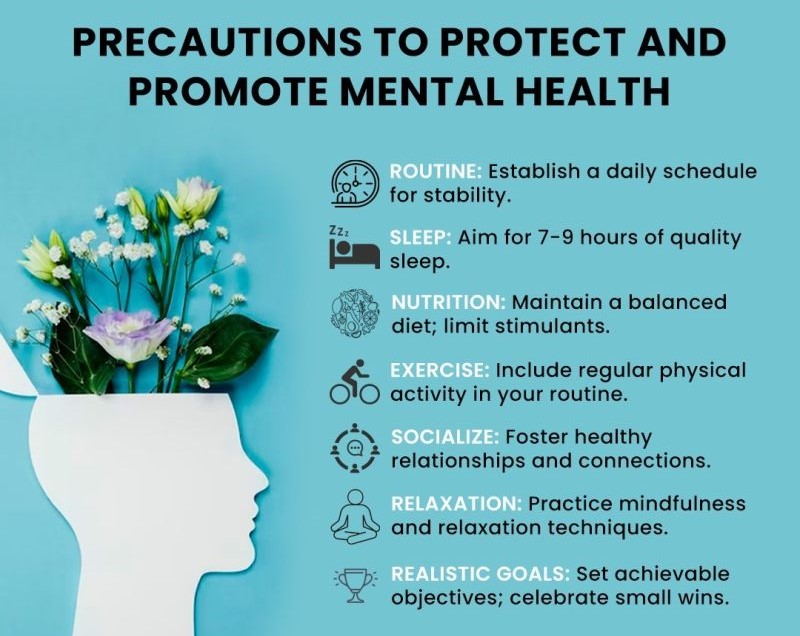 PRECAUTIONS TO PROTECT AND
PROMOTE MENTAL HEALTH
ROUTINE: Establish a daily schedule
for stability.
Zzz
SLEEP: Aim for 7-9 hours of quality
sleep.
NUTRITION: Maintain a balanced
diet; limit stimulants.
EXERCISE: Include regular physical
activity in your routine.
SOCIALIZE: Foster healthy
relationships and connections.
RELAXATION: Practice mindfulness
and relaxation techniques.
REALISTIC GOALS: Set achievable
objectives; celebrate small wins.